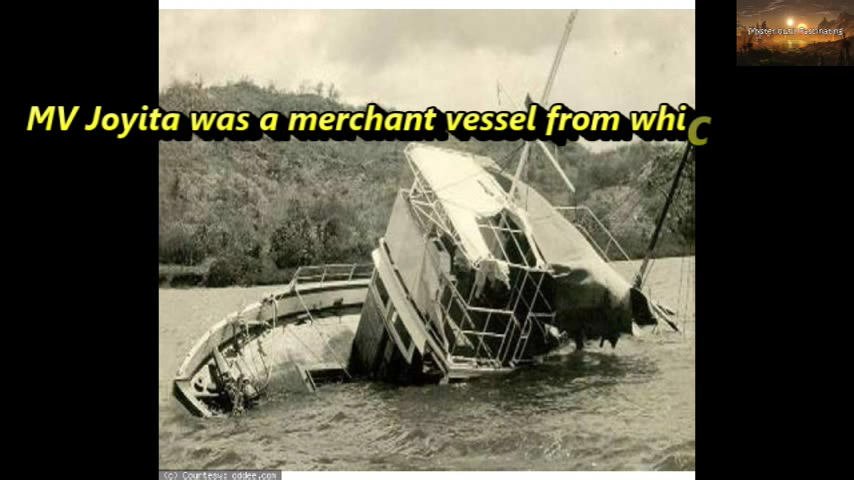 MV Joyita was a merchant vessel from whic
(c) Courtesy: oddee.com